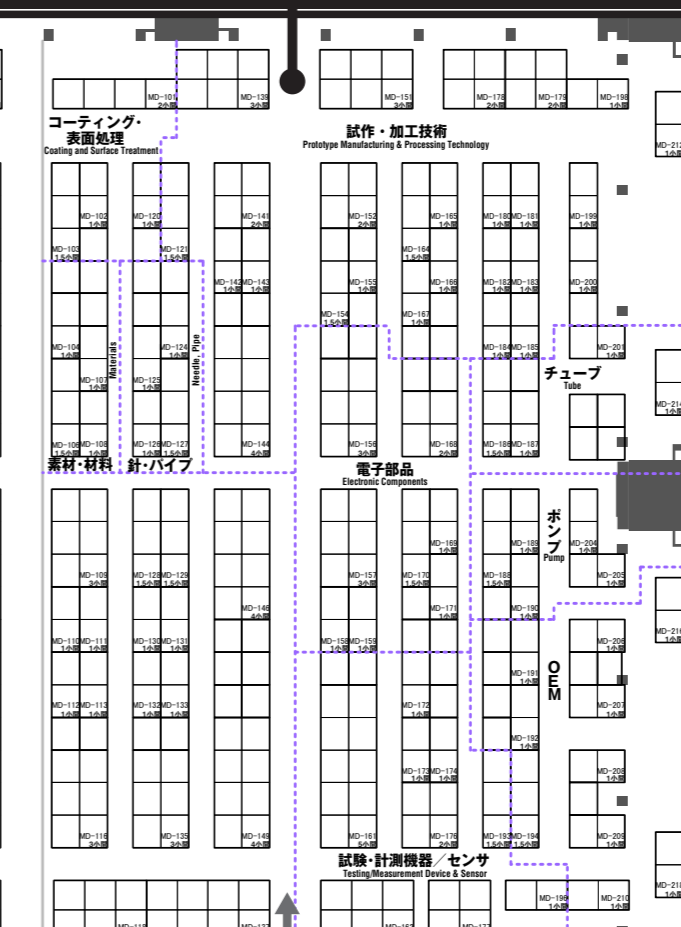 MD-101
2小間
MD-139
3小間
MD-151
3小間
MD-178
2小間
MD-179
2小間
MD-198
1小間
コーティング・
表面処理
Coating and Surface Treatment
試作・加工技術
Prototype Manufacturing & Processing Technology
MD-212
1小間
MD-102
1小間
MD-120
1小間
MD-141
2小間
MD-152
2小間
MD-165
1小間
MD-180
1小間
MD-181
1小間
MD-199
1小間
MD-103
1.5小間
MD-121
1.5小間
MD-164
1.5小間
MD-142
1小間
MD-143
1小間
MD-155
1小間
MD-166
1小間
MD-182
1小間
MD-183
1小間
MD-200
1小間
MD-154
1.5小間
MD-167
1小間
MD-104
1小間
MD-124
1小間
MD-184
1小間
MD-185
1小間
MD-201
1小間
Materials
Needle, Pipe
チューブ
Tube
MD-107
1小間
MD-125
1小間
MD-214
1小間
MD-106
1.5小間
MD-108
1小間
MD-126
1小間
MD-127
1.5小間
MD-144
4小間
MD-156
3小間
MD-168
2小間
MD-186
1.5小間
MD-187
1小間
素材・材料
針・パイプ
電子部品
Electronic Components
ポンプ
Pump
MD-169
1小間
MD-189
1小間
MD-204
1小間
MD-109
3小間
MD-128
1.5小間
MD-129
1.5小間
MD-157
3小間
MD-170
1.5小間
MD-188
1.5小間
MD-205
1小間
MD-146
4小間
MD-171
1小間
MD-190
1小間
MD-216
1小間
MD-110
1小間
MD-111
1小間
MD-130
1小間
MD-131
1小間
MD-158
1小間
MD-159
1小間
MD-206
1小間
OEM
MD-191
1小間
MD-112
1小間
MD-113
1小間
MD-132
1小間
MD-133
1小間
MD-172
1小間
MD-207
1小間
MD-192
1小間
MD-173
1小間
MD-174
1小間
MD-208
1小間
MD-116
3小間
MD-135
3小間
MD-149
4小間
MD-161
5小間
MD-176
2小間
MD-193
1.5小間
MD-194
1.5小間
MD-209
1小間
試験・計測機器／センサ
Testing/Measurement Device & Sensor
MD-218
1小間
MD-196
1小間
MD-210
1小間